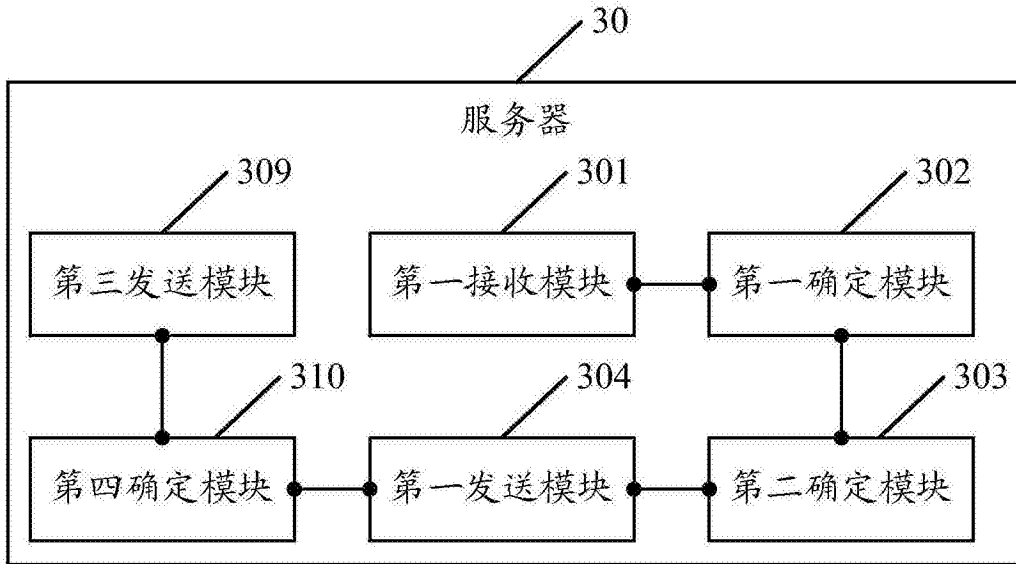 30
服务器
309
301
302
第三发送模块
第一接收模块
第一确定模块
310
304
303
第四确定模块
第一发送模块
第二确定模块